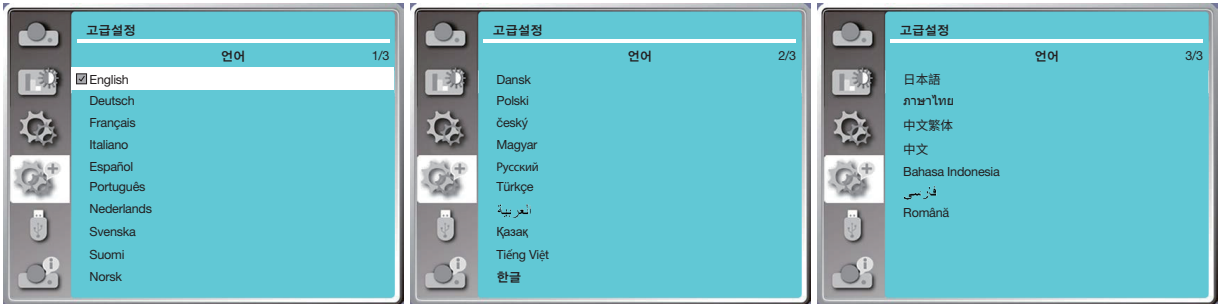 고급설정
언어 1/3
English
Deutsch
Français
Italiano
Español
Português
Nederlands
Svenska
Suomi
Norsk
고급설정
언어 2/3
Dansk
Polski
český
Magyar
Русский
Türkçe
العربية
Қазақ
Tiếng Việt
한글
고급설정
언어 3/3
日本語
ภาษาไทย
中文繁体
中文
Bahasa Indonesia
فارسي
Română